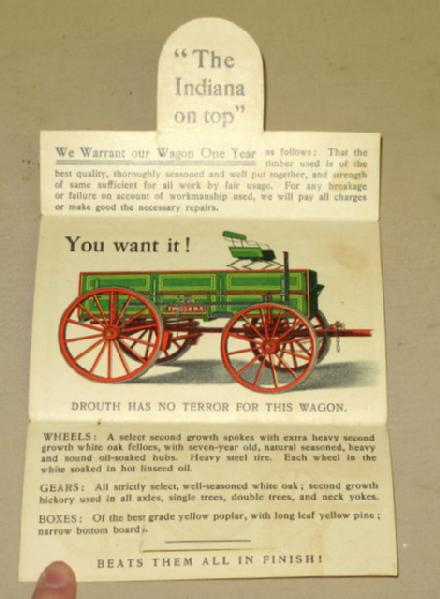 “The
Indiana
on top”
We Warrant our Wagon One Year as follows: That the
timber used is of the
best quality, thoroughly seasoned and well put together, and strength
of same sufficient for all work by fair usage. For any breakage
or failure on account of workmanship used, we will pay all charges
or make good the necessary repairs.
You want it!
DROUTH HAS NO TERROR FOR THIS WAGON.
WHEELS: A select second growth spokes with extra heavy second
growth white oak felloes, with seven-year old, natural seasoned, heavy
and sound oil-soaked hubs. Heavy steel tire. Each wheel in the
white soaked in hot linseed oil.
GEARS: All strictly select, well-seasoned white oak; second growth
hickory used in all axles, single trees, double trees, and neck yokes.
BOXES: Of the best grade yellow poplar, with long leaf yellow pine;
narrow bottom boards.
BEATS THEM ALL IN FINISH!